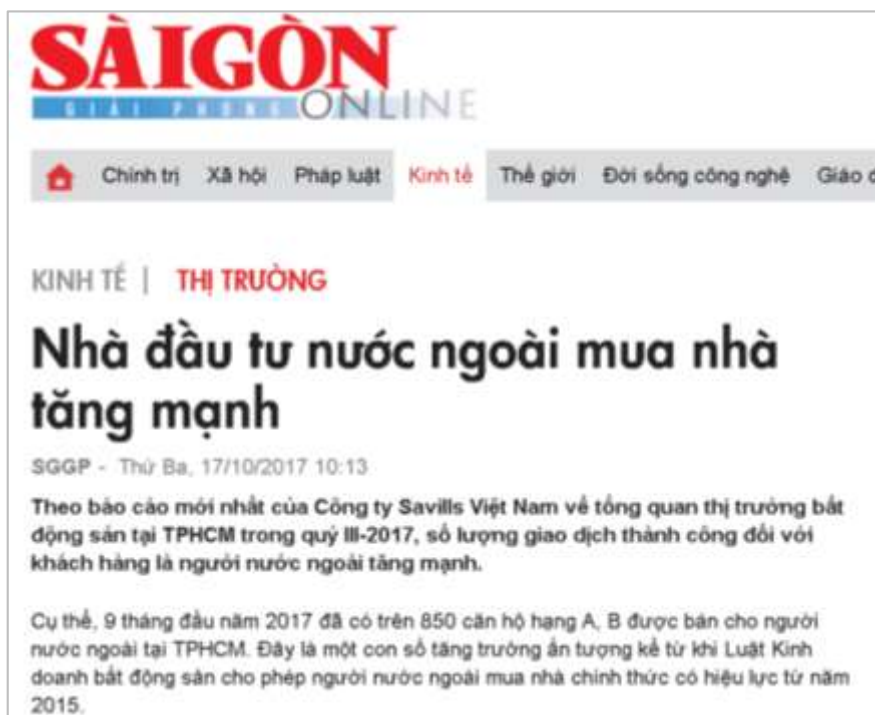 SÀIGÒN
GIẢI PHÓNG ONLINE
Chính trị Xã hội Pháp luật Kinh tế Thế giới Đời sống công nghệ Giáo d
KINH TẾ | THỊ TRƯỜNG
Nhà đầu tư nước ngoài mua nhà
tăng mạnh
SGGP - Thứ Ba, 17/10/2017 10:13
Theo báo cáo mới nhất của Công ty Savills Việt Nam về tổng quan thị trường bất
động sản tại TPHCM trong quý III-2017, số lượng giao dịch thành công đối với
khách hàng là người nước ngoài tăng mạnh.
Cụ thể, 9 tháng đầu năm 2017 đã có trên 850 căn hộ hạng A, B được bán cho người
nước ngoài tại TPHCM. Đây là một con số tăng trưởng ấn tượng kể từ khi Luật Kinh
doanh bất động sản cho phép người nước ngoài mua nhà chính thức có hiệu lực từ năm
2015.